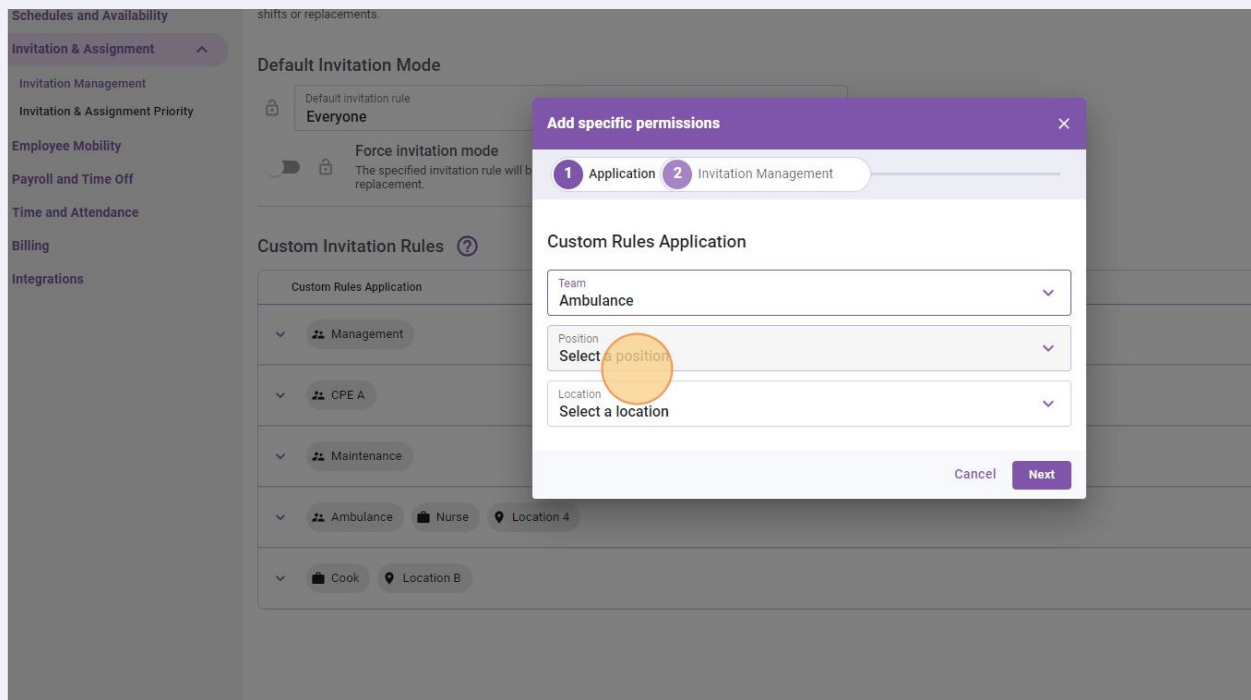 Schedules and Availability
Invitation & Assignment
Invitation Management
Invitation & Assignment Priority
Employee Mobility
Payroll and Time Off
Time and Attendance
Billing
Integrations
shifts or replacements.
Default Invitation Mode
Default invitation rule
Everyone
Force invitation mode
The specified invitation rule will b
replacement.
Custom Invitation Rules ?
Custom Rules Application
Management
CPE A
Maintenance
Ambulance Nurse Location 4
Cook Location B
Add specific permissions
1 Application 2 Invitation Management
Custom Rules Application
Team
Ambulance
Position
Select a position
Location
Select a location
Cancel Next